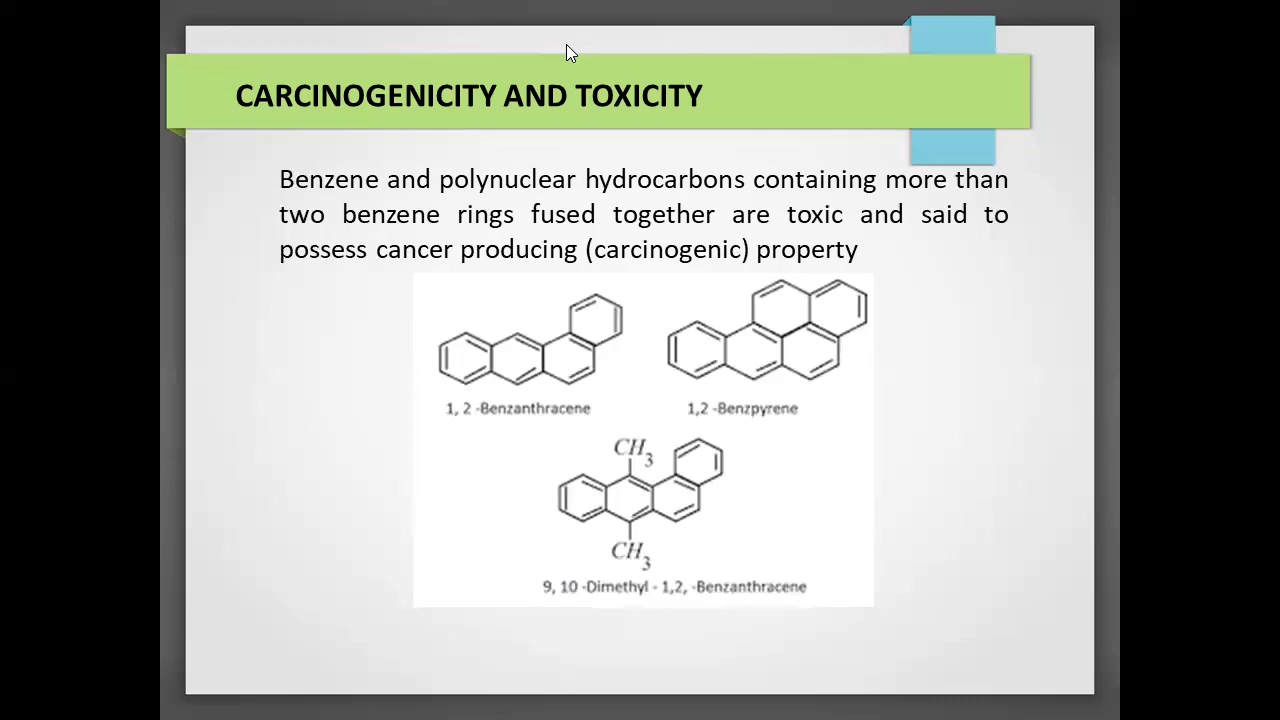 CARCINOGENICITY AND TOXICITY
Benzene and polynuclear hydrocarbons containing more than
two benzene rings fused together are toxic and said to
possess cancer producing (carcinogenic) property
1, 2 -Benzanthracene
1,2 -Benzpyrene
CH3
CH3
9, 10 -Dimethyl - 1,2, -Benzanthracene